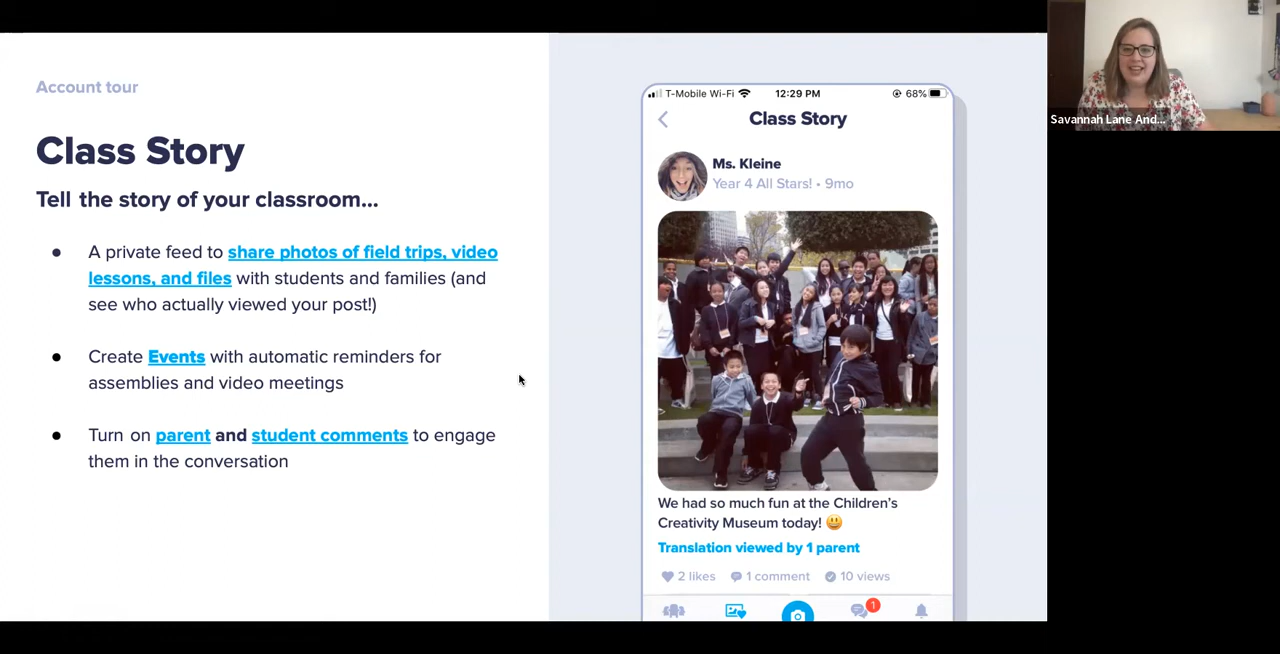 Account tour
Class Story
Tell the story of your classroom...
● A private feed to share photos of field trips, video
lessons, and files with students and families (and
see who actually viewed your post!)
● Create Events with automatic reminders for
assemblies and video meetings
● Turn on parent and student comments to engage
them in the conversation
T-Mobile Wi-Fi 12:29 PM 68%
Class Story
Ms. Kleine
Year 4 All Stars! • 9mo
We had so much fun at the Children's
Creativity Museum today! 😃
Translation viewed by 1 parent
2 likes 1 comment 10 views
1
Savannah Lane And...